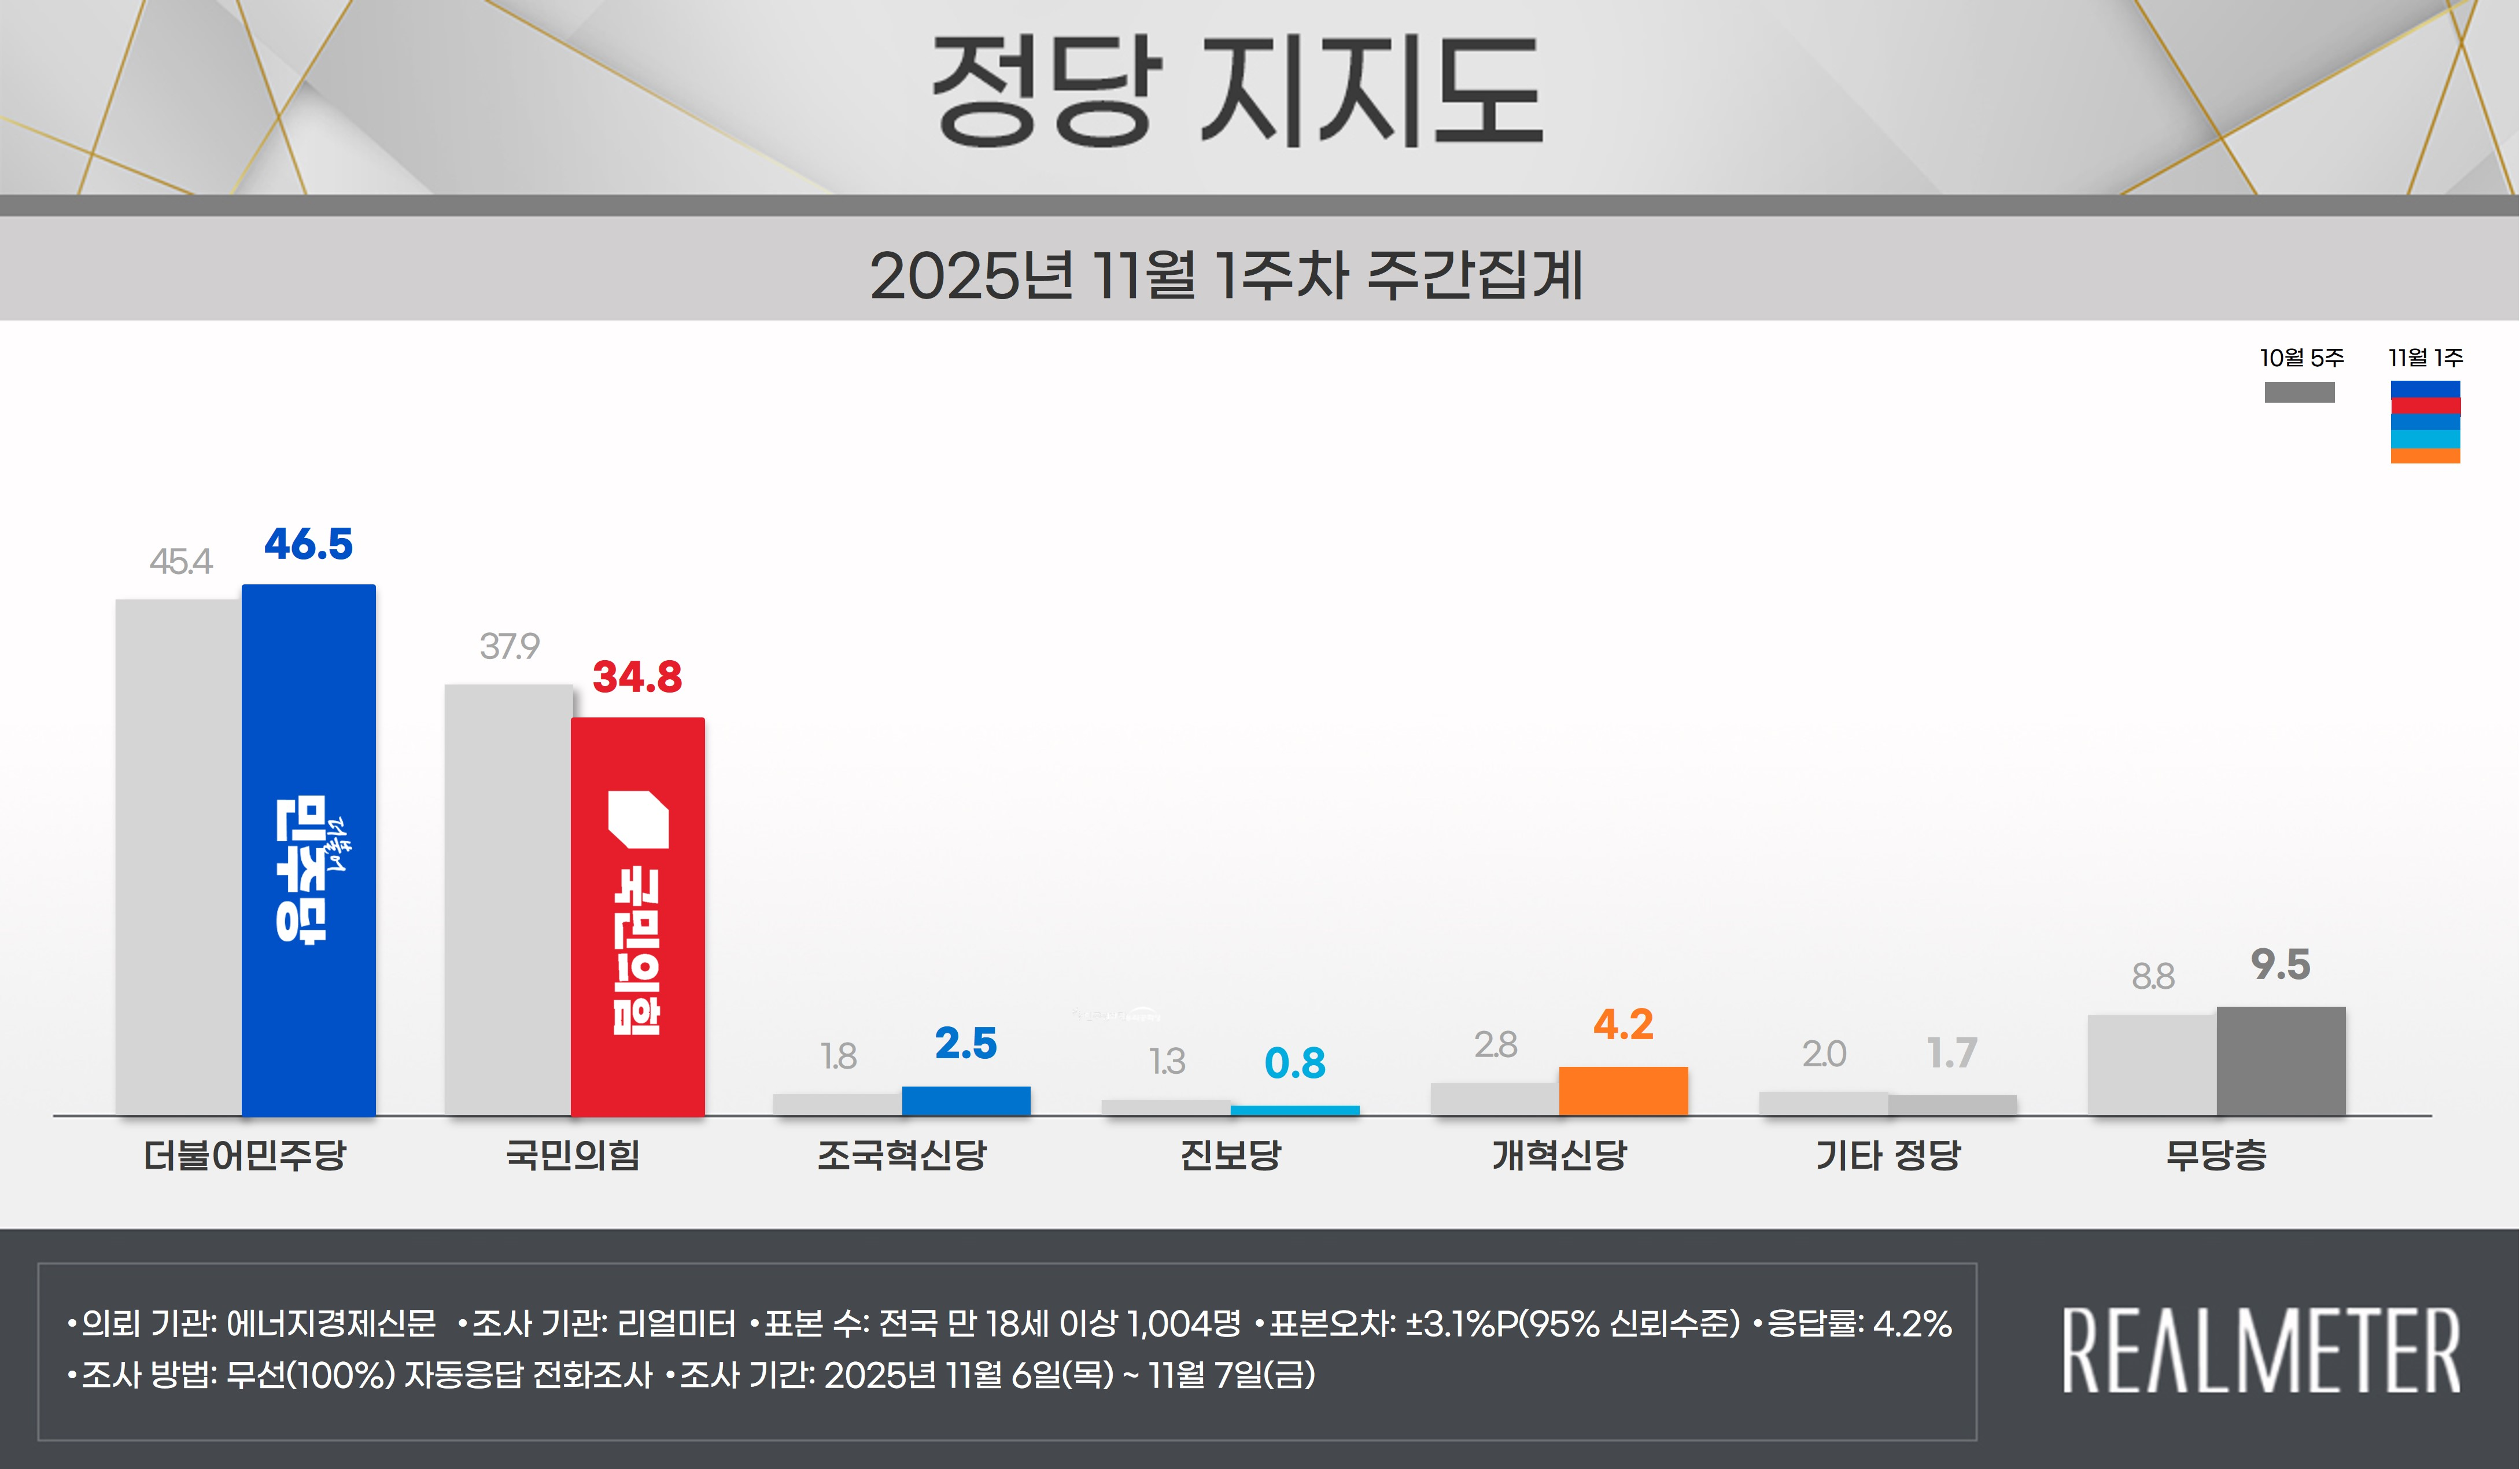 정당 지지도
2025년 11월 1주차 주간집계
10월 5주 11월 1주
45.4 46.5
37.9 34.8
1.8 2.5
1.3 0.8
2.8 4.2
2.0 1.7
8.8 9.5
더불어
민주당
국민의힘
더불어민주당 국민의힘 조국혁신당 진보당 개혁신당 기타 정당 무당층
•의뢰 기관: 에너지경제신문 •조사 기관: 리얼미터 •표본 수: 전국 만 18세 이상 1,004명 •표본오차: ±3.1%P(95% 신뢰수준) •응답률: 4.2%
•조사 방법: 무선(100%) 자동응답 전화조사 •조사 기간: 2025년 11월 6일(목) ~ 11월 7일(금)
REALMETER